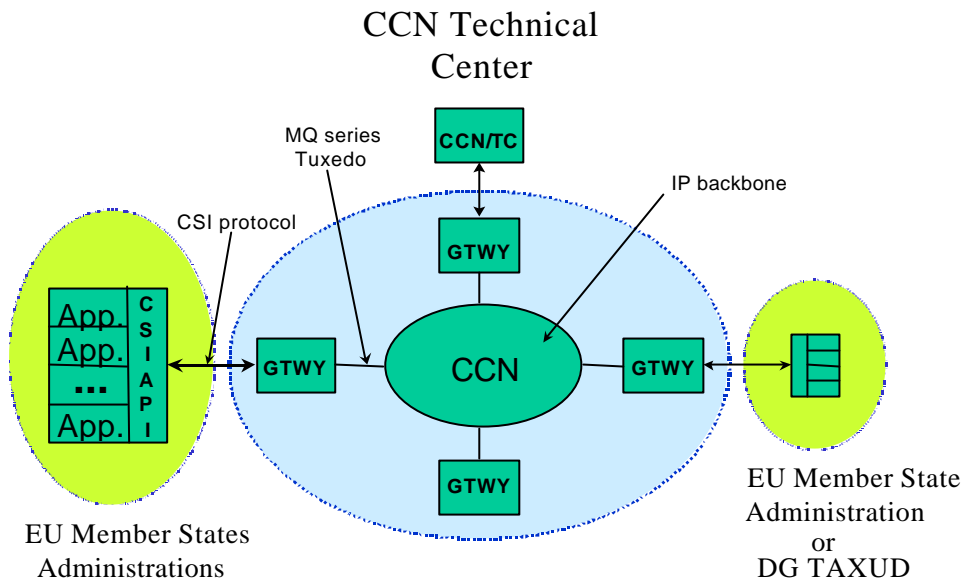 CCN Technical
Center
CCN/TC
MQ series
Tuxedo
IP backbone
CSI protocol
GTWY
App.
App.
...
App.
C
S
I
A
P
I
GTWY
CCN
GTWY
GTWY
EU Member States
Administrations
EU Member State
Administration
or
DG TAXUD